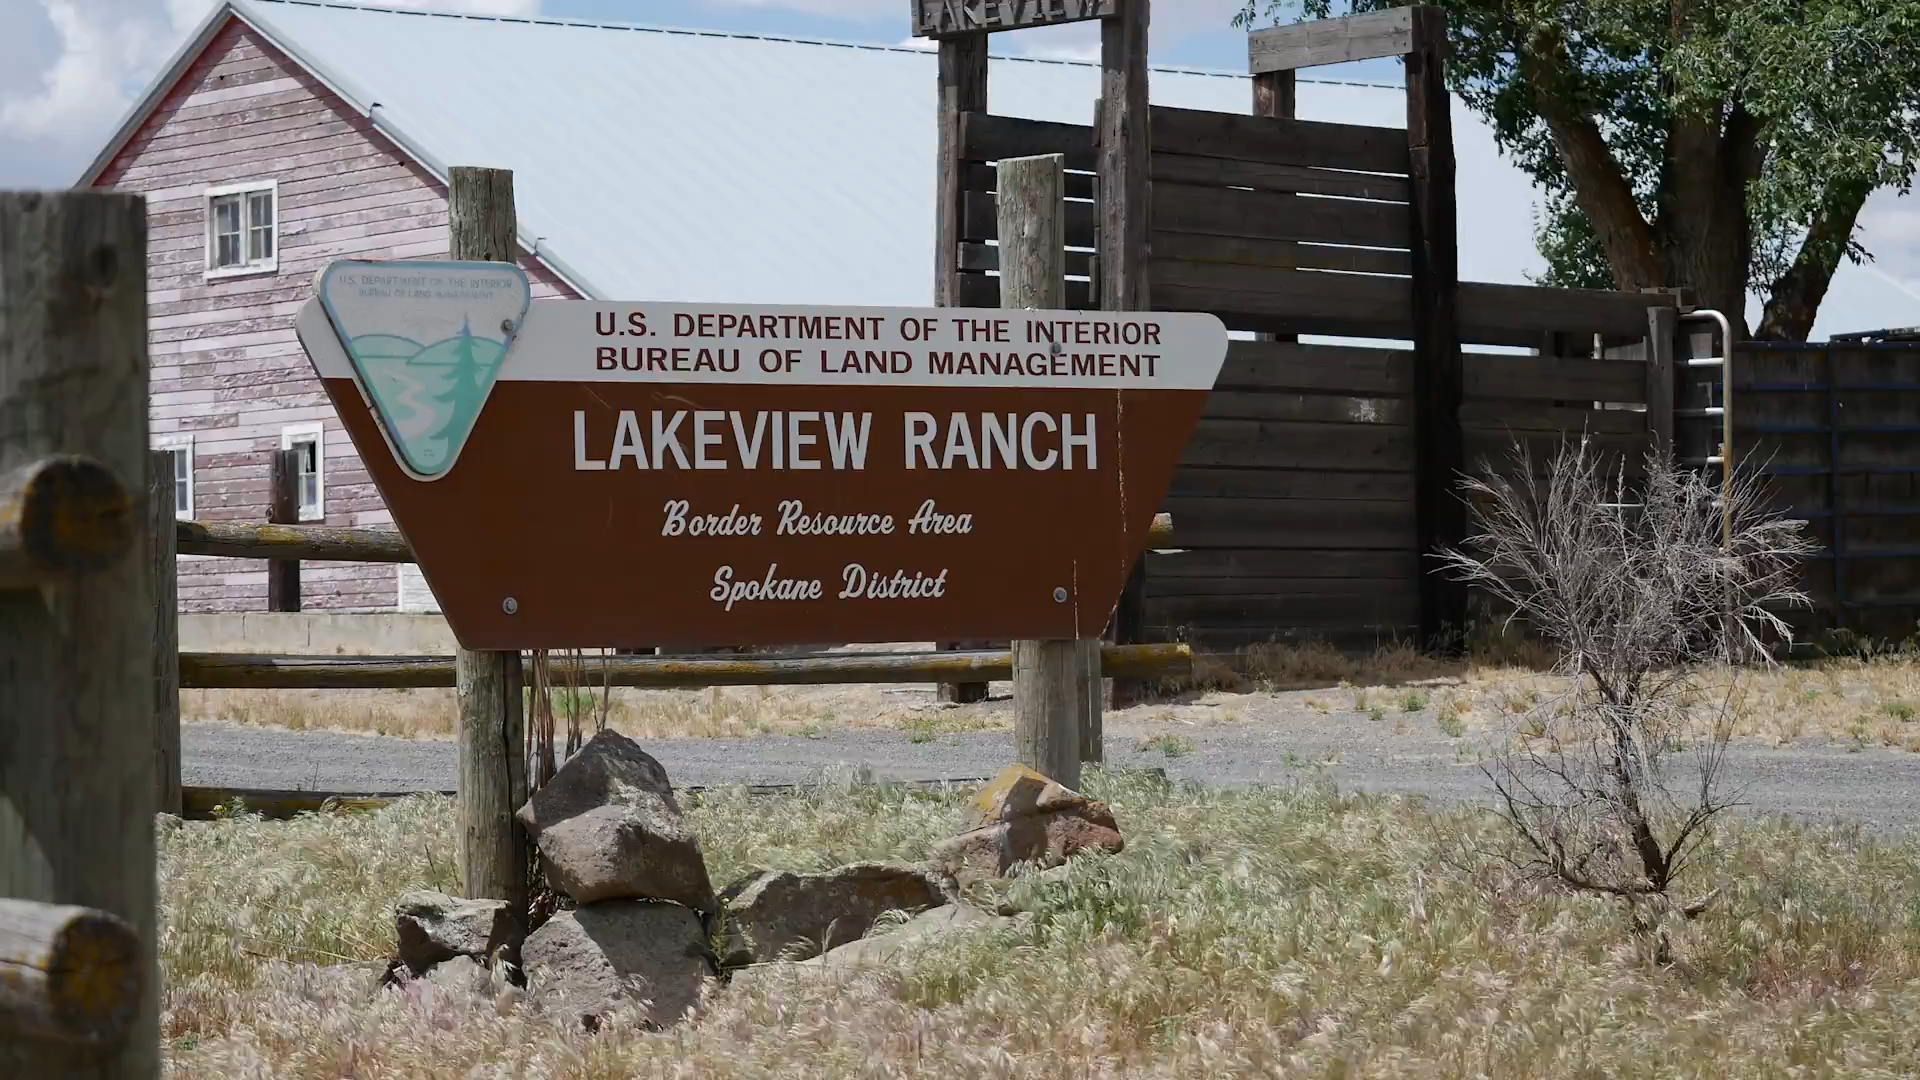 LAKEVIEW
U.S. DEPARTMENT OF THE INTERIOR
BUREAU OF LAND MANAGEMENT
U.S. DEPARTMENT OF THE INTERIOR
BUREAU OF LAND MANAGEMENT
LAKEVIEW RANCH
Border Resource Area
Spokane District